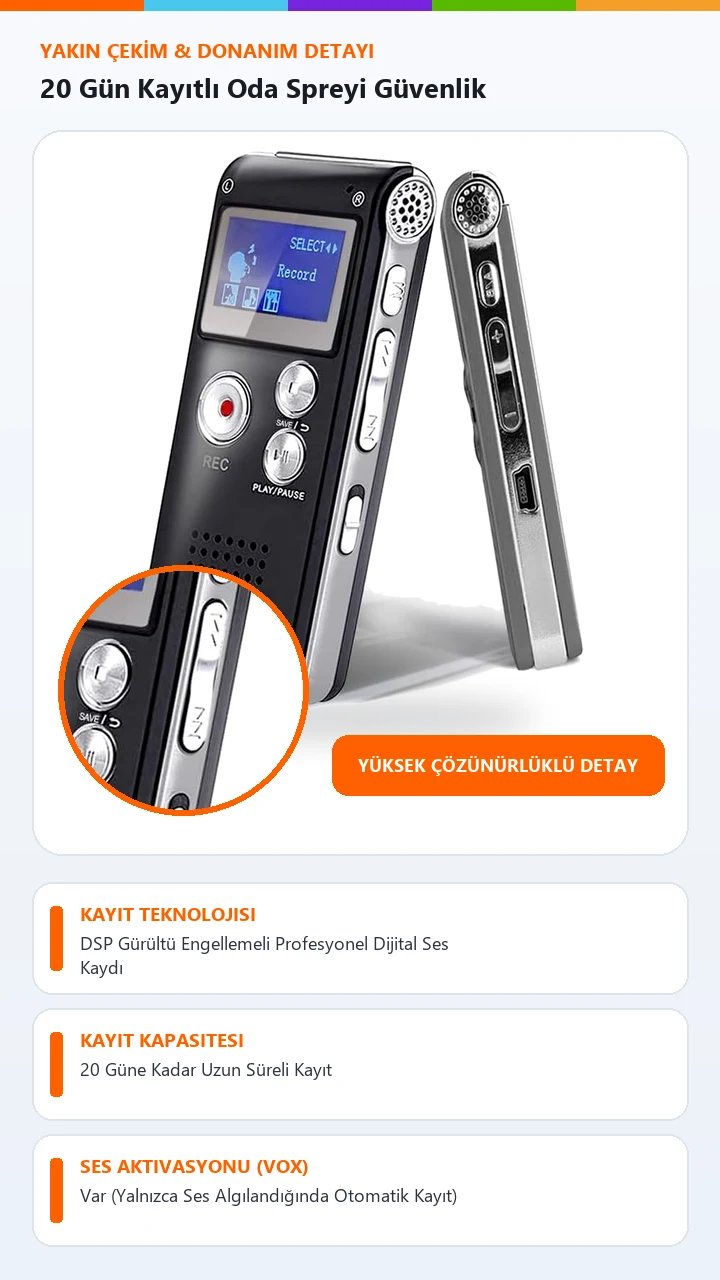 YAKIN ÇEKİM & DONANIM DETAYI
20 Gün Kayıtlı Oda Spreyi Güvenlik
L
R
SELECT
Record
M
A\B
REC
SAVE/
PLAY/PAUSE
SAVE/
YÜKSEK ÇÖZÜNÜRLÜKLÜ DETAY
KAYIT TEKNOLOJISI
DSP Gürültü Engellemeli Profesyonel Dijital Ses
Kaydı
KAYIT KAPASITESI
20 Güne Kadar Uzun Süreli Kayıt
SES AKTIVASYONU (VOX)
Var (Yalnızca Ses Algılandığında Otomatik Kayıt)